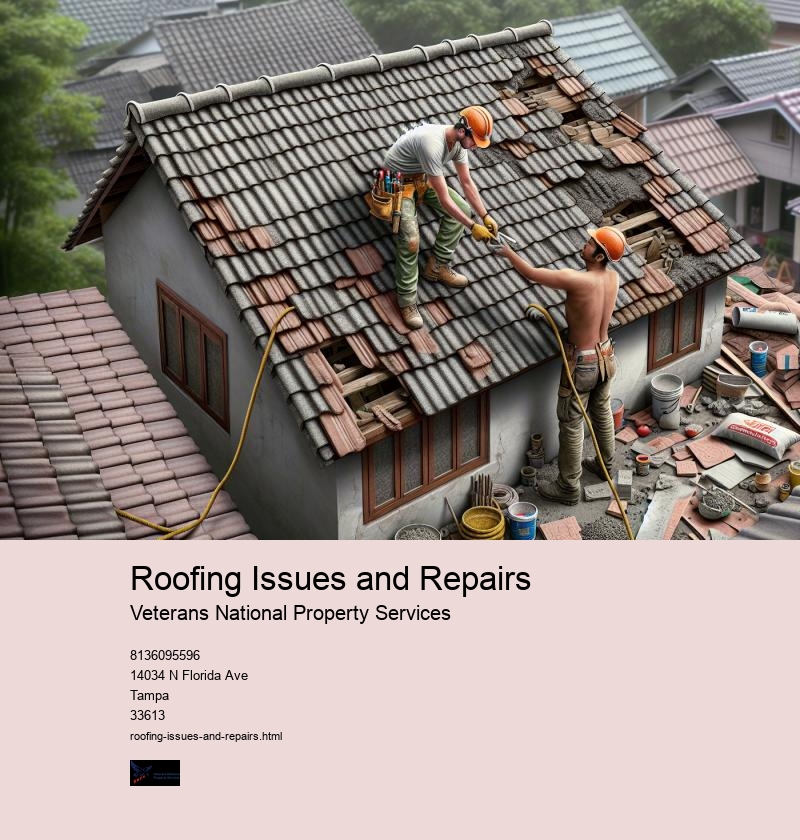 Roofing Issues and Repairs
Veterans National Property Services
8136095596
14034 N Florida Ave
Tampa
33613
roofing-issues-and-repairs.html